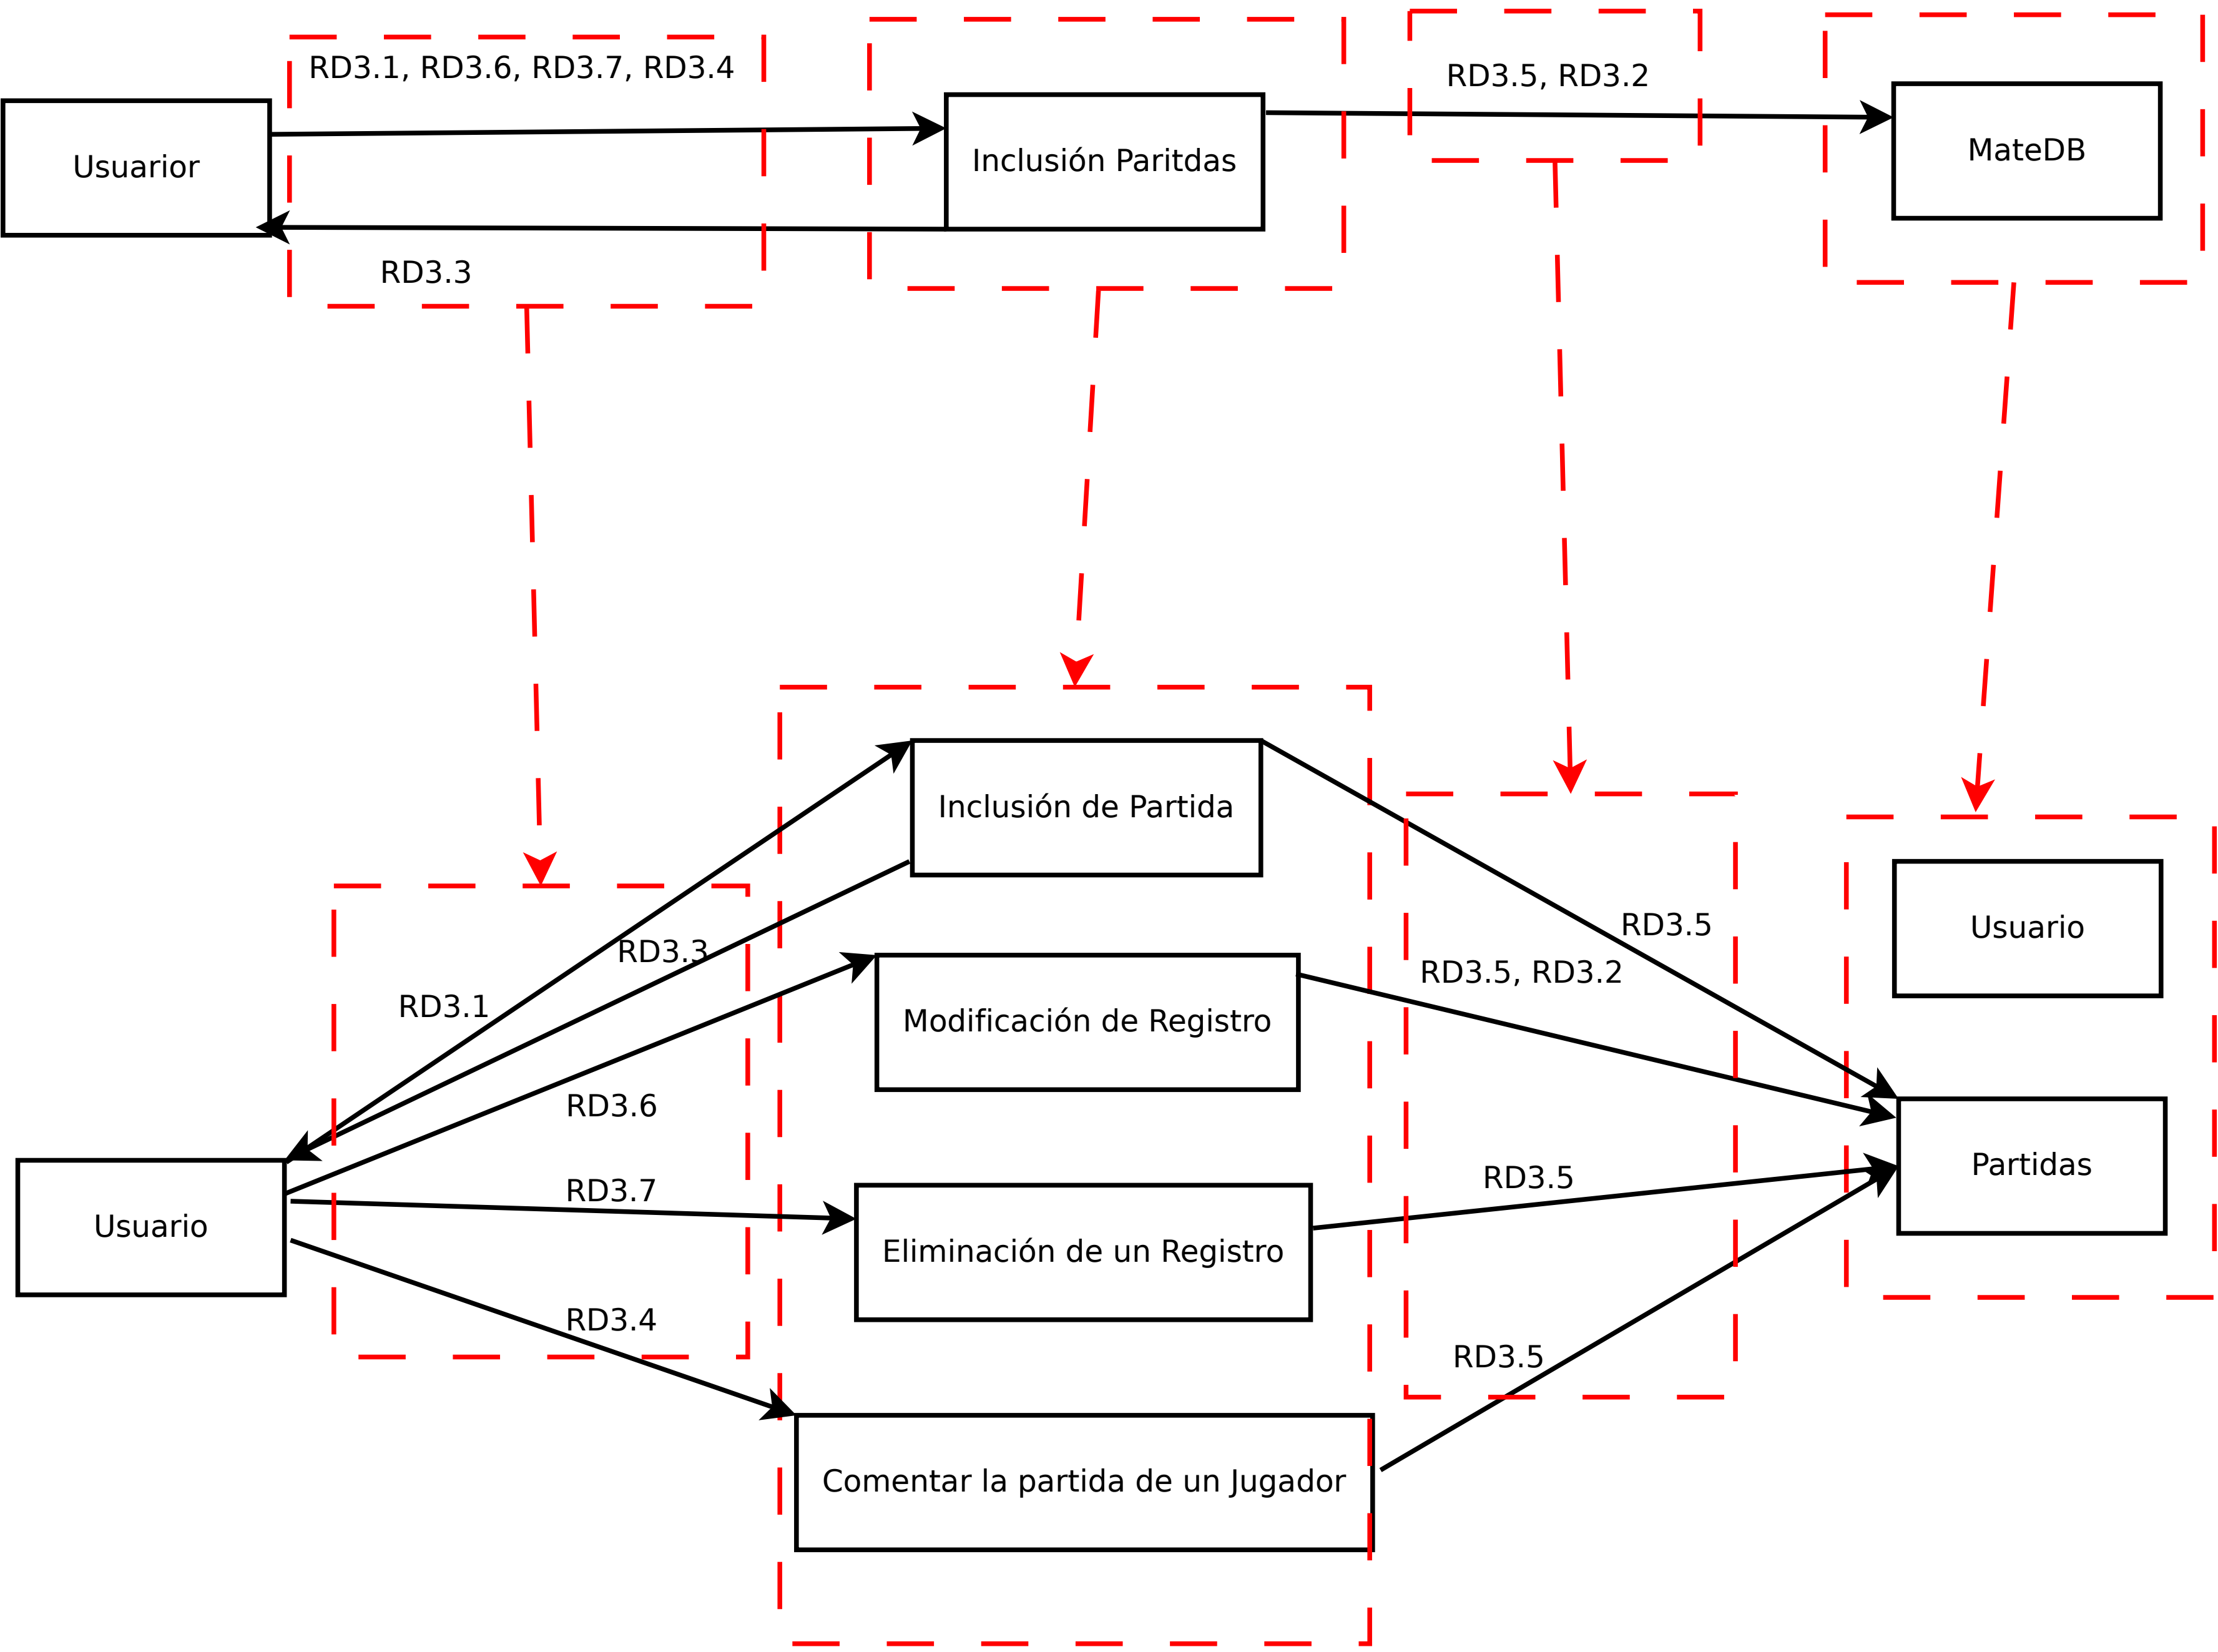 RD3.1, RD3.6, RD3.7, RD3.4
RD3.5, RD3.2
Usuarior
Inclusión Paritdas
MateDB
RD3.3
Inclusión de Partida
RD3.3
RD3.5
Usuario
RD3.1
RD3.5, RD3.2
Modificación de Registro
RD3.6
Partidas
RD3.7
RD3.5
Usuario
Eliminación de un Registro
RD3.4
RD3.5
Comentar la partida de un Jugador